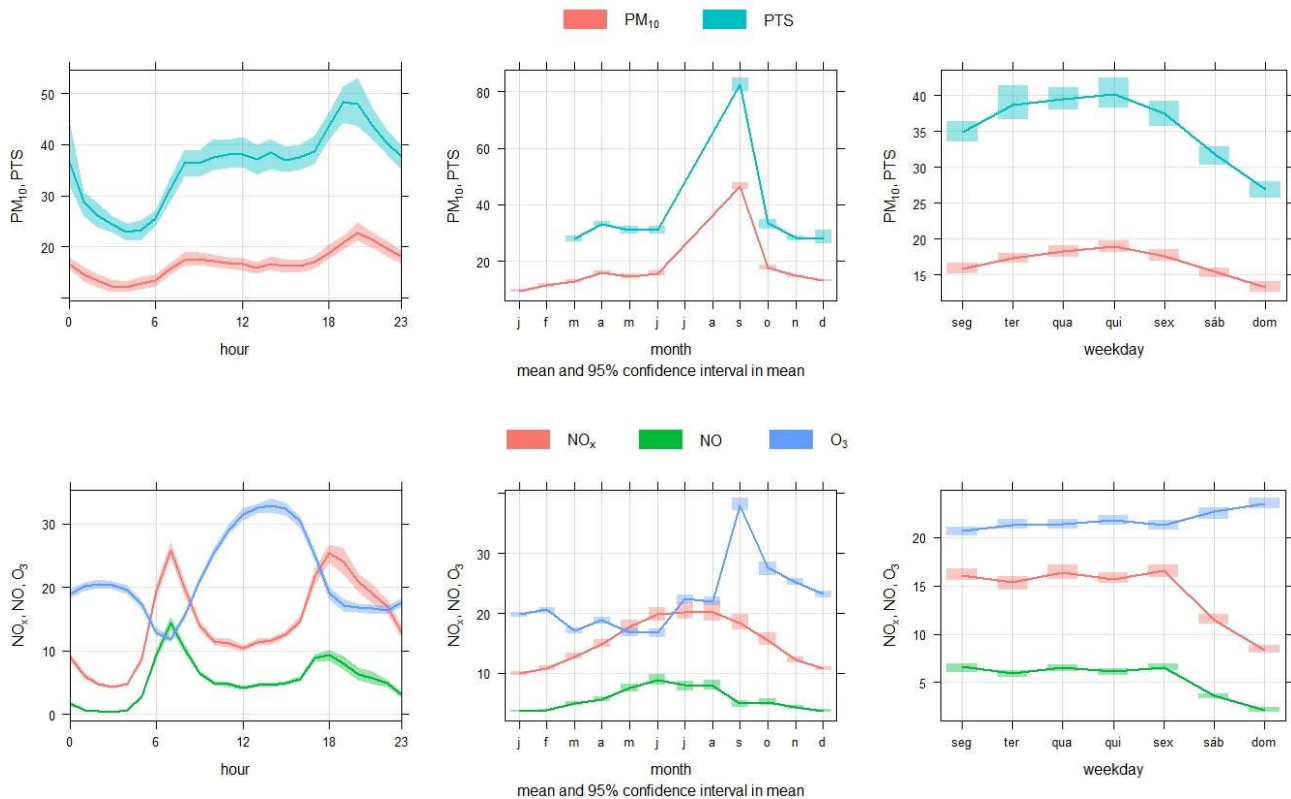 PM₁₀ PTS
PM₁₀, PTS
50
40
30
20
0 6 12 18 23
hour
PM₁₀, PTS
80
60
40
20
j f m a m j j a s o n d
month
mean and 95% confidence interval in mean
PM₁₀, PTS
40
35
30
25
20
15
seg ter qua qui sex sáb dom
weekday
NOₓ NO O₃
NOₓ, NO, O₃
30
20
10
0
0 6 12 18 23
hour
NOₓ, NO, O₃
30
20
10
j f m a m j j a s o n d
month
mean and 95% confidence interval in mean
NOₓ, NO, O₃
20
15
10
5
seg ter qua qui sex sáb dom
weekday